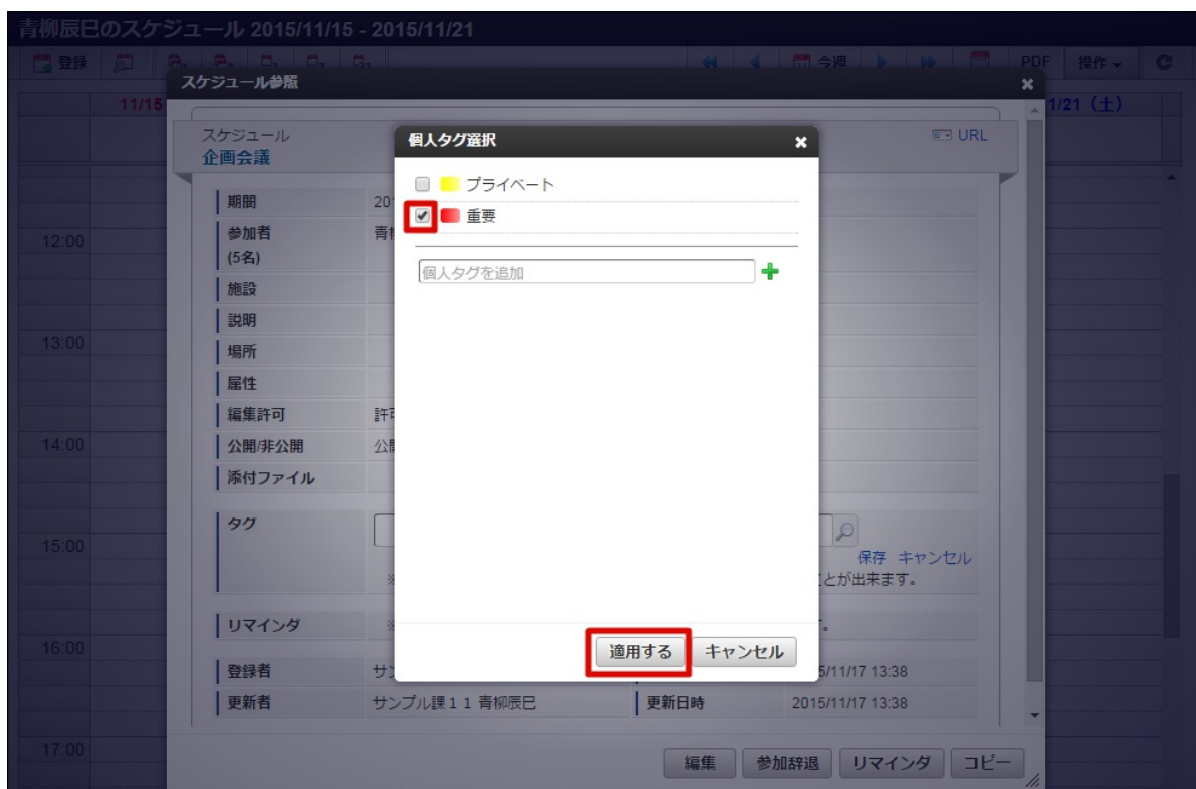 青柳辰巳のスケジュール 2015/11/15 - 2015/11/21
登録 今週 PDF 操作
スケジュール参照
11/15 1/21 (土)
スケジュール
企画会議
URL
個人タグ選択
プライベート
重要
個人タグを追加
適用する キャンセル
期間 20
参加者 青
(5名)
施設
説明
場所
属性
編集許可 許
公開/非公開 公
添付ファイル
タグ
保存 キャンセル
※ ことが出来ます。
リマインダ ※ 。
登録者 サン 5/11/17 13:38
更新者 サンプル課11 青柳辰巳 更新日時 2015/11/17 13:38
編集 参加辞退 リマインダ コピー
12:00
13:00
14:00
15:00
16:00
17:00